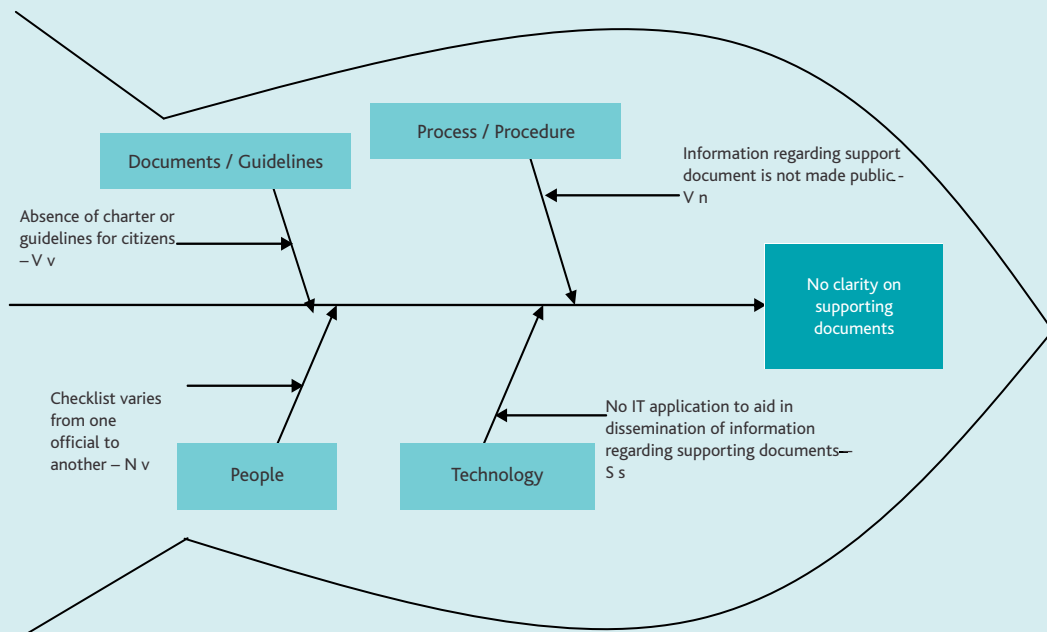 Process / Procedure
Documents / Guidelines
Information regarding support
document is not made public -
V n
Absence of charter or
guidelines for citizens
– V v
No clarity on
supporting
documents
Checklist varies
from one
official to
another – N v
No IT application to aid in
dissemination of information
regarding supporting documents–
S s
People
Technology